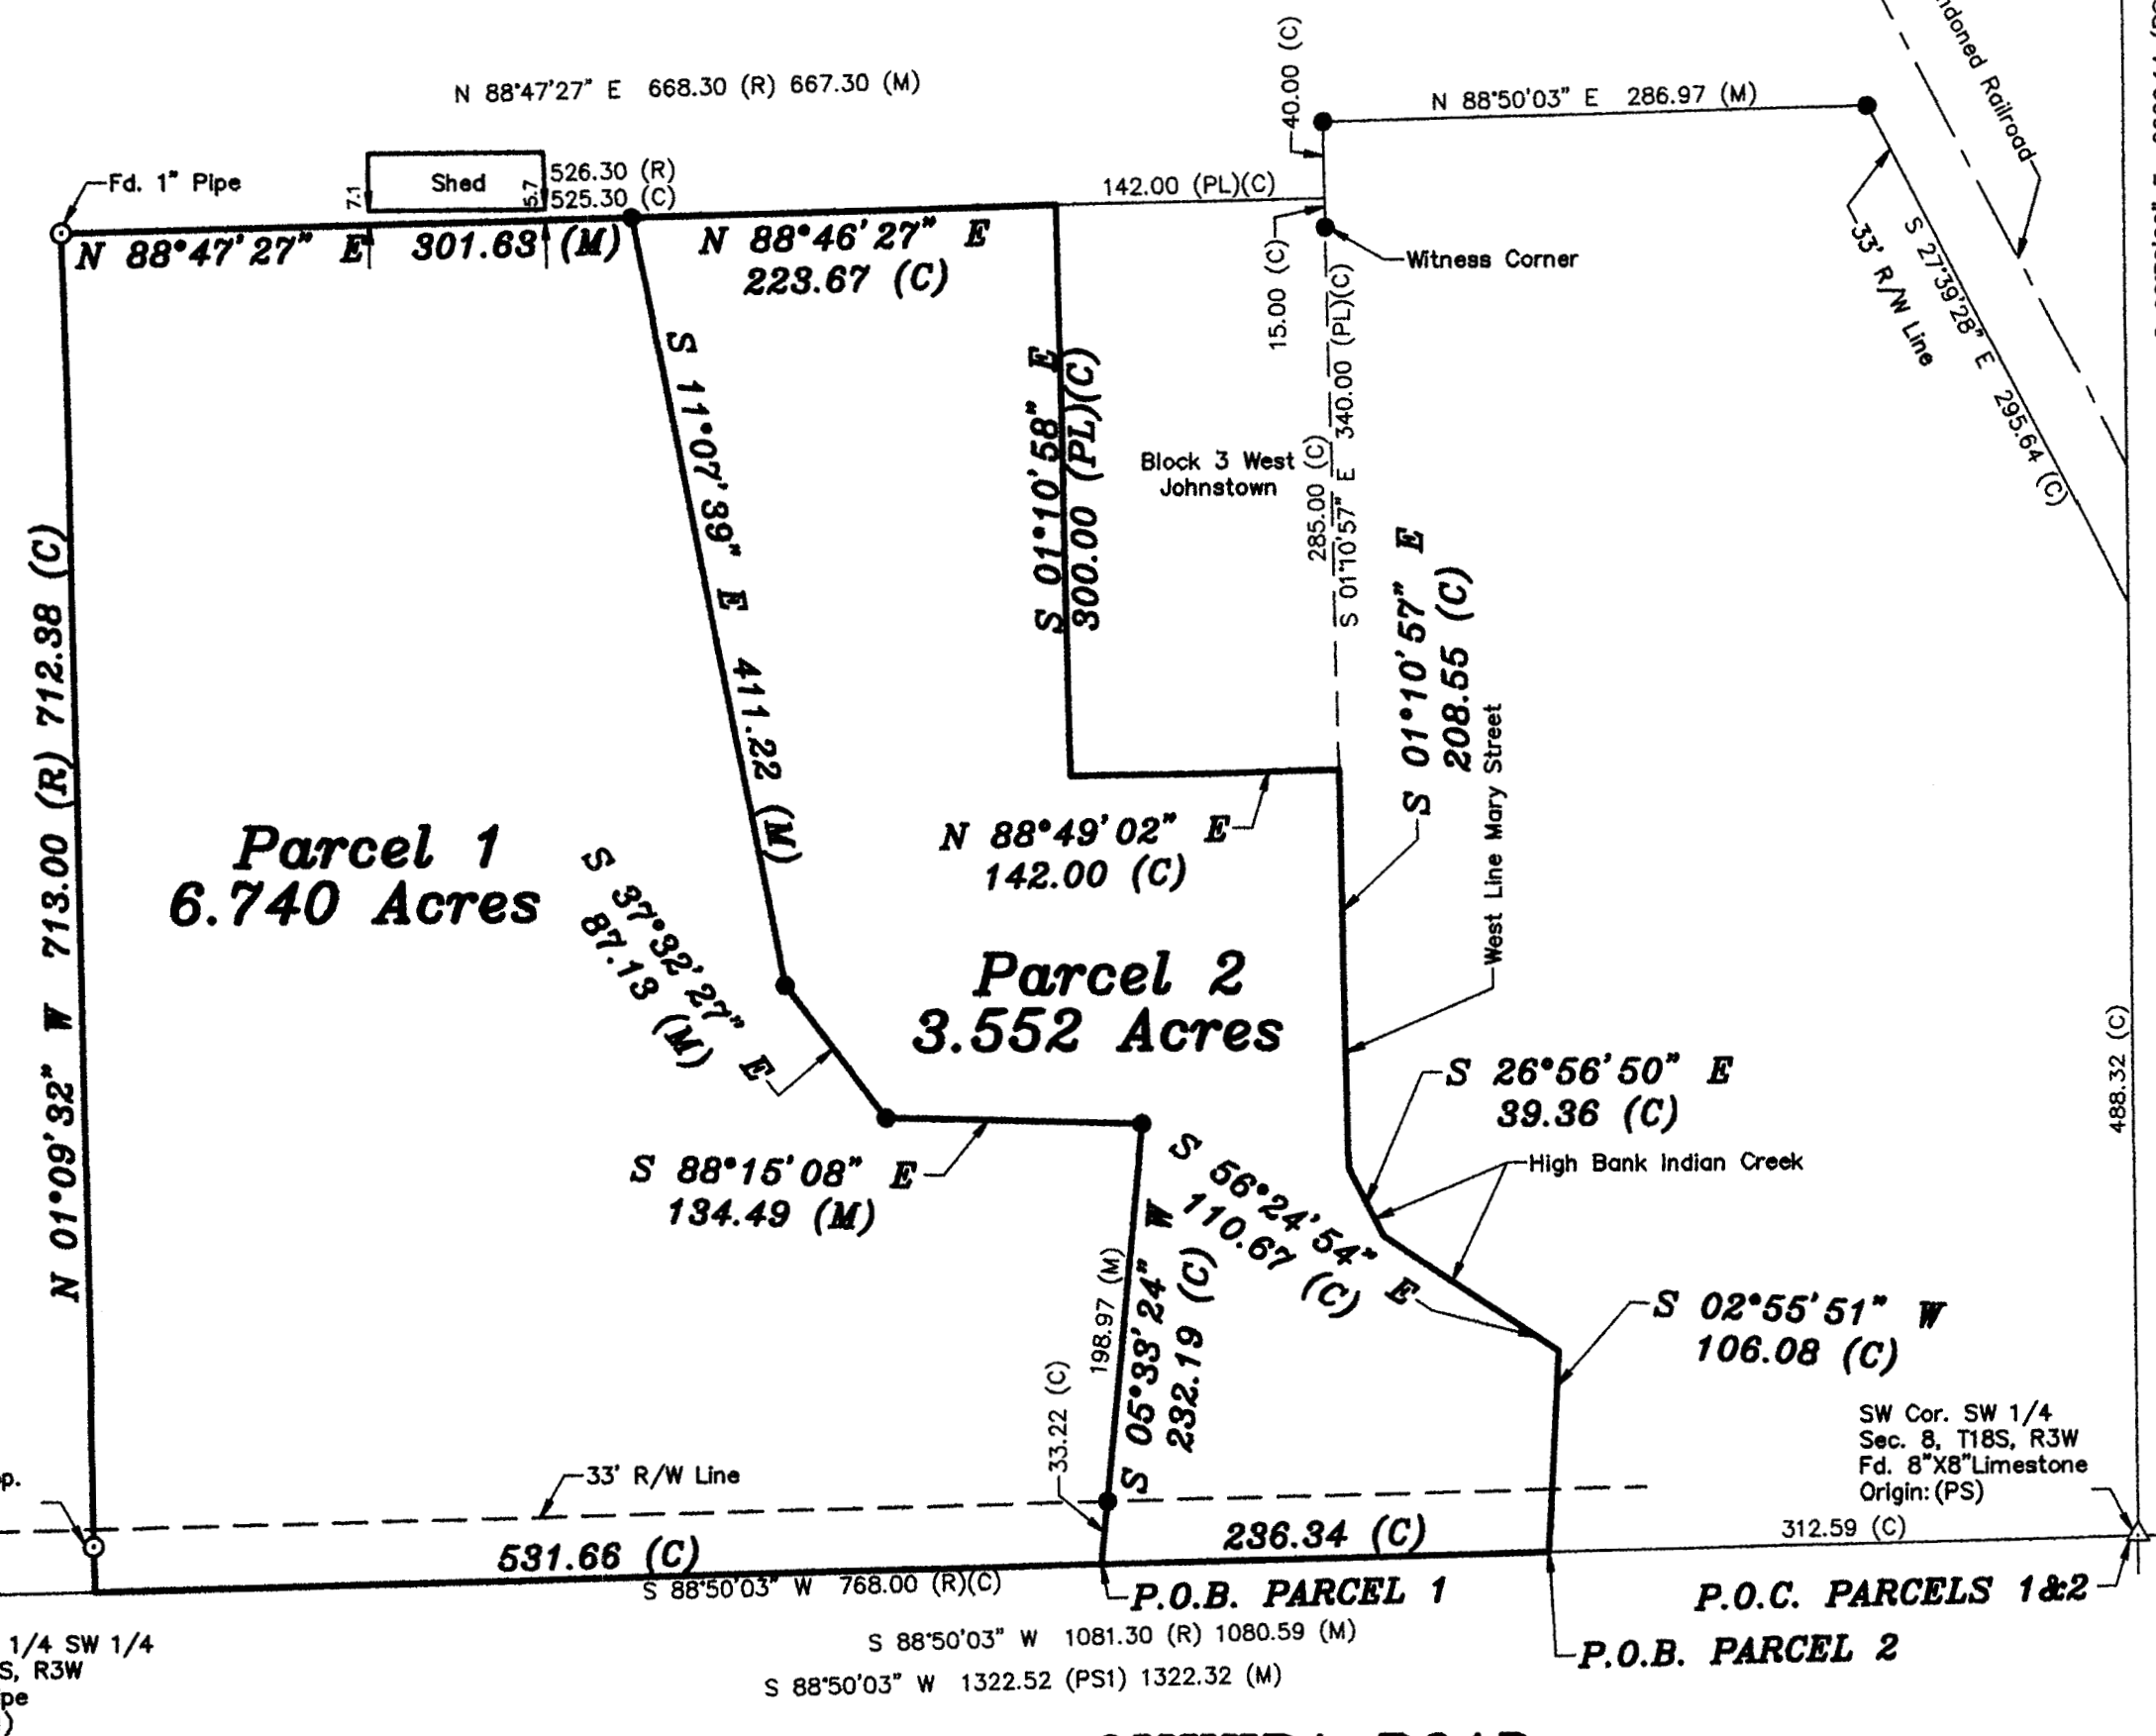 N 88°47'27" E 668.30 (R) 667.30 (M)
40.00 (C)
N 88°50'03" E 286.97 (M)
Railroad
Fd. 1" Pipe
7.1
Shed
5.7
526.30 (R)
525.30 (C)
142.00 (PL)(C)
N 88°47'27" E 301.63 (M)
N 88°46'27" E
223.67 (C)
15.00 (C)
Witness Corner
33' R/W Line
S 27°39'28" E 295.64 (C)
S 11°07'39" E 411.22 (M)
S 01°10'58" E
300.00 (PL)(C)
Block 3 West
Johnstown
285.00 (C)
S 01°10'57" E 340.00 (PL)(C)
S 01°10'57" E
208.55 (C)
West Line Mary Street
N 01°09'32" W 713.00 (R) 712.38 (C)
Parcel 1
6.740 Acres
S 37°32'27" E
87.13 (M)
N 88°49'02" E
142.00 (C)
Parcel 2
3.552 Acres
S 26°56'50" E
39.36 (C)
488.32 (C)
High Bank Indian Creek
S 88°15'08" E
134.49 (M)
S 56°24'54" E
110.67 (C)
S 02°55'51" W
106.08 (C)
198.97 (M)
S 05°33'24" W
232.19 (C)
33.22 (C)
SW Cor. SW 1/4
Sec. 8, T18S, R3W
Fd. 8"X8"Limestone
Origin: (PS)
33' R/W Line
531.66 (C)
236.34 (C)
312.59 (C)
S 88°50'03" W 768.00 (R)(C)
P.O.B. PARCEL 1
P.O.C. PARCELS 1&2
S 88°50'03" W 1081.30 (R) 1080.59 (M)
P.O.B. PARCEL 2
S 88°50'03" W 1322.52 (PS1) 1322.32 (M)
1/4 SW 1/4
S, R3W